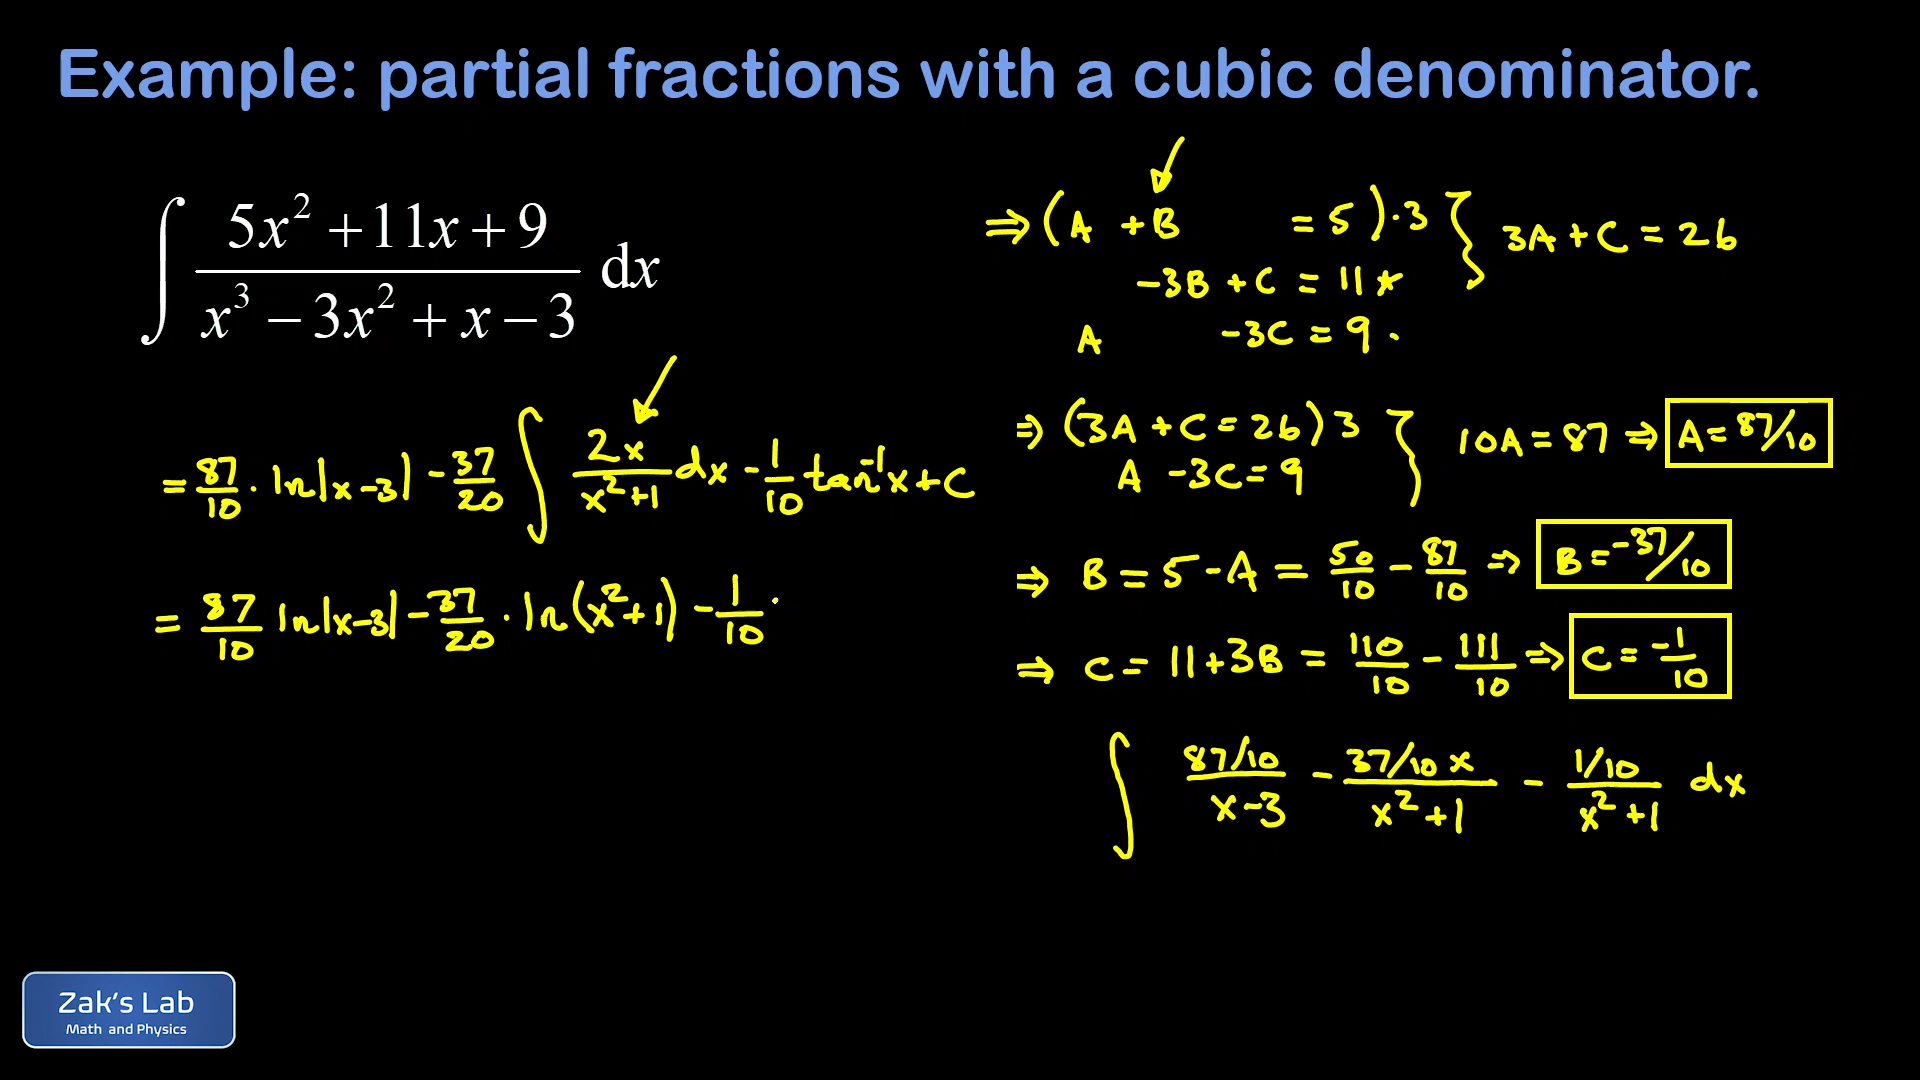 Example: partial fractions with a cubic denominator.
∫ (5x² + 11x + 9)/(x³ − 3x² + x − 3) dx
= 87/10 · ln|x−3| − 37/20 ∫ 2x/(x²+1) dx − 1/10 tan⁻¹x + C
= 87/10 ln|x−3| − 37/20 · ln(x²+1) − 1/10 ·
⇒ (A + B = 5)·3 } 3A + C = 26
−3B + C = 11 *
A −3C = 9 .
⇒ (3A + C = 26)3 } 10A = 87 ⇒ A = 87/10
A −3C = 9
⇒ B = 5 − A = 50/10 − 87/10 ⇒ B = −37/10
⇒ C = 11 + 3B = 110/10 − 111/10 ⇒ C = −1/10
∫ (87/10)/(x−3) − (37/10 x)/(x²+1) − (1/10)/(x²+1) dx
Zak's Lab
Math and Physics